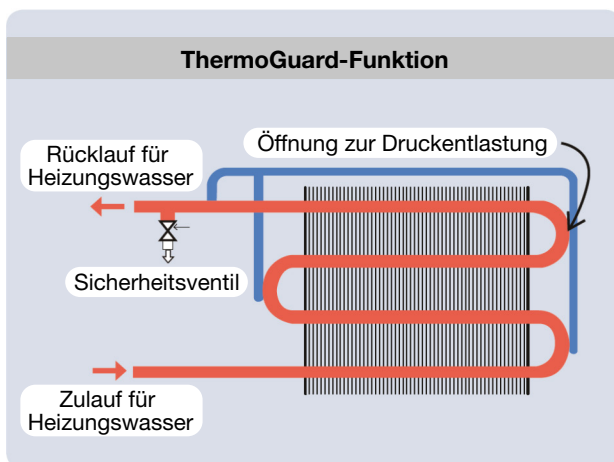 ThermoGuard-Funktion
Öffnung zur Druckentlastung
Rücklauf für
Heizungswasser
Sicherheitsventil
Zulauf für
Heizungswasser